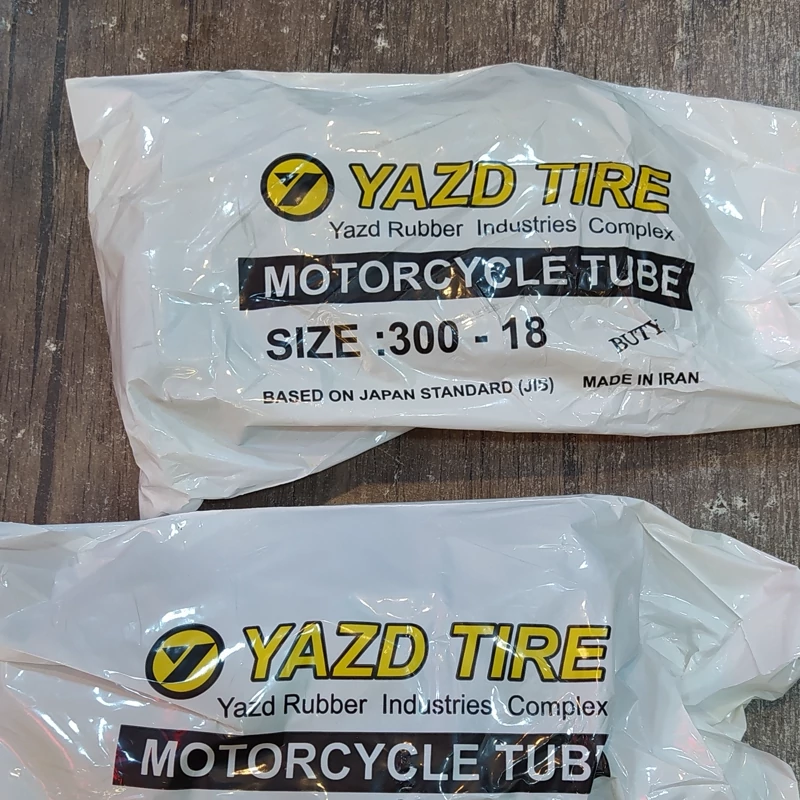 YAZD TIRE
Yazd Rubber Industries Complex
MOTORCYCLE TUBE
SIZE :300 - 18
BUTY
BASED ON JAPAN STANDARD (JIS) MADE IN IRAN
YAZD TIRE
Yazd Rubber Industries Complex
MOTORCYCLE TUB